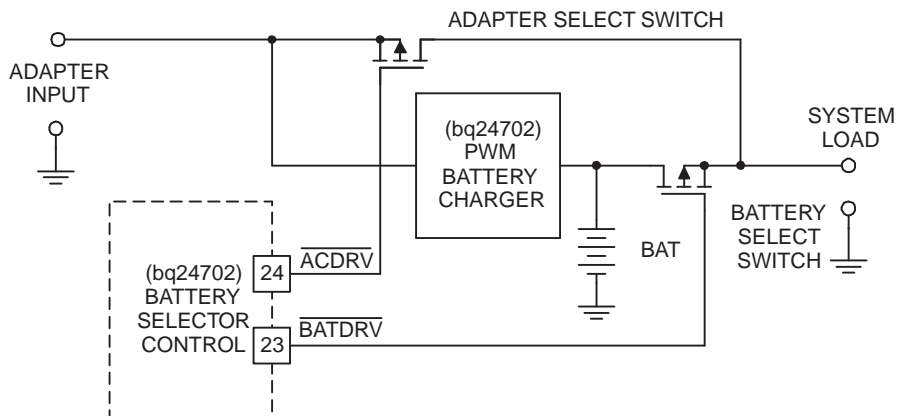 ADAPTER SELECT SWITCH
ADAPTER
INPUT
(bq24702)
PWM
BATTERY
CHARGER
SYSTEM
LOAD
BATTERY
SELECT
SWITCH
BAT
(bq24702)
BATTERY
SELECTOR
CONTROL
24
ACDRV
23
BATDRV